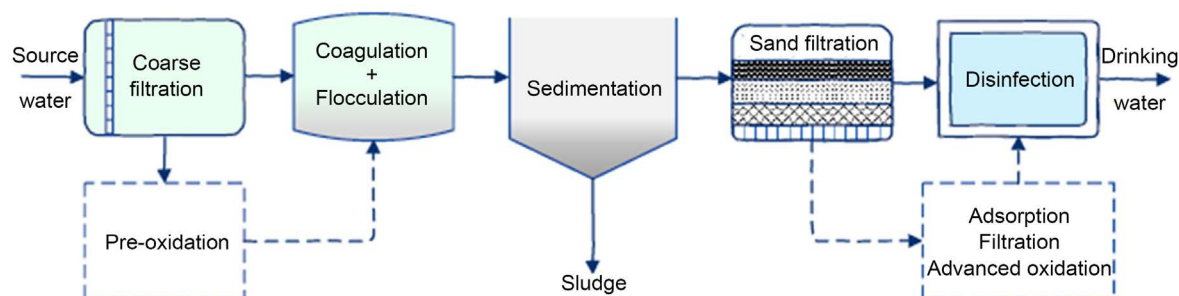 Source
water
Coarse
filtration
Coagulation
+
Flocculation
Sedimentation
Sand filtration
Disinfection
Drinking
water
Pre-oxidation
Sludge
Adsorption
Filtration
Advanced oxidation